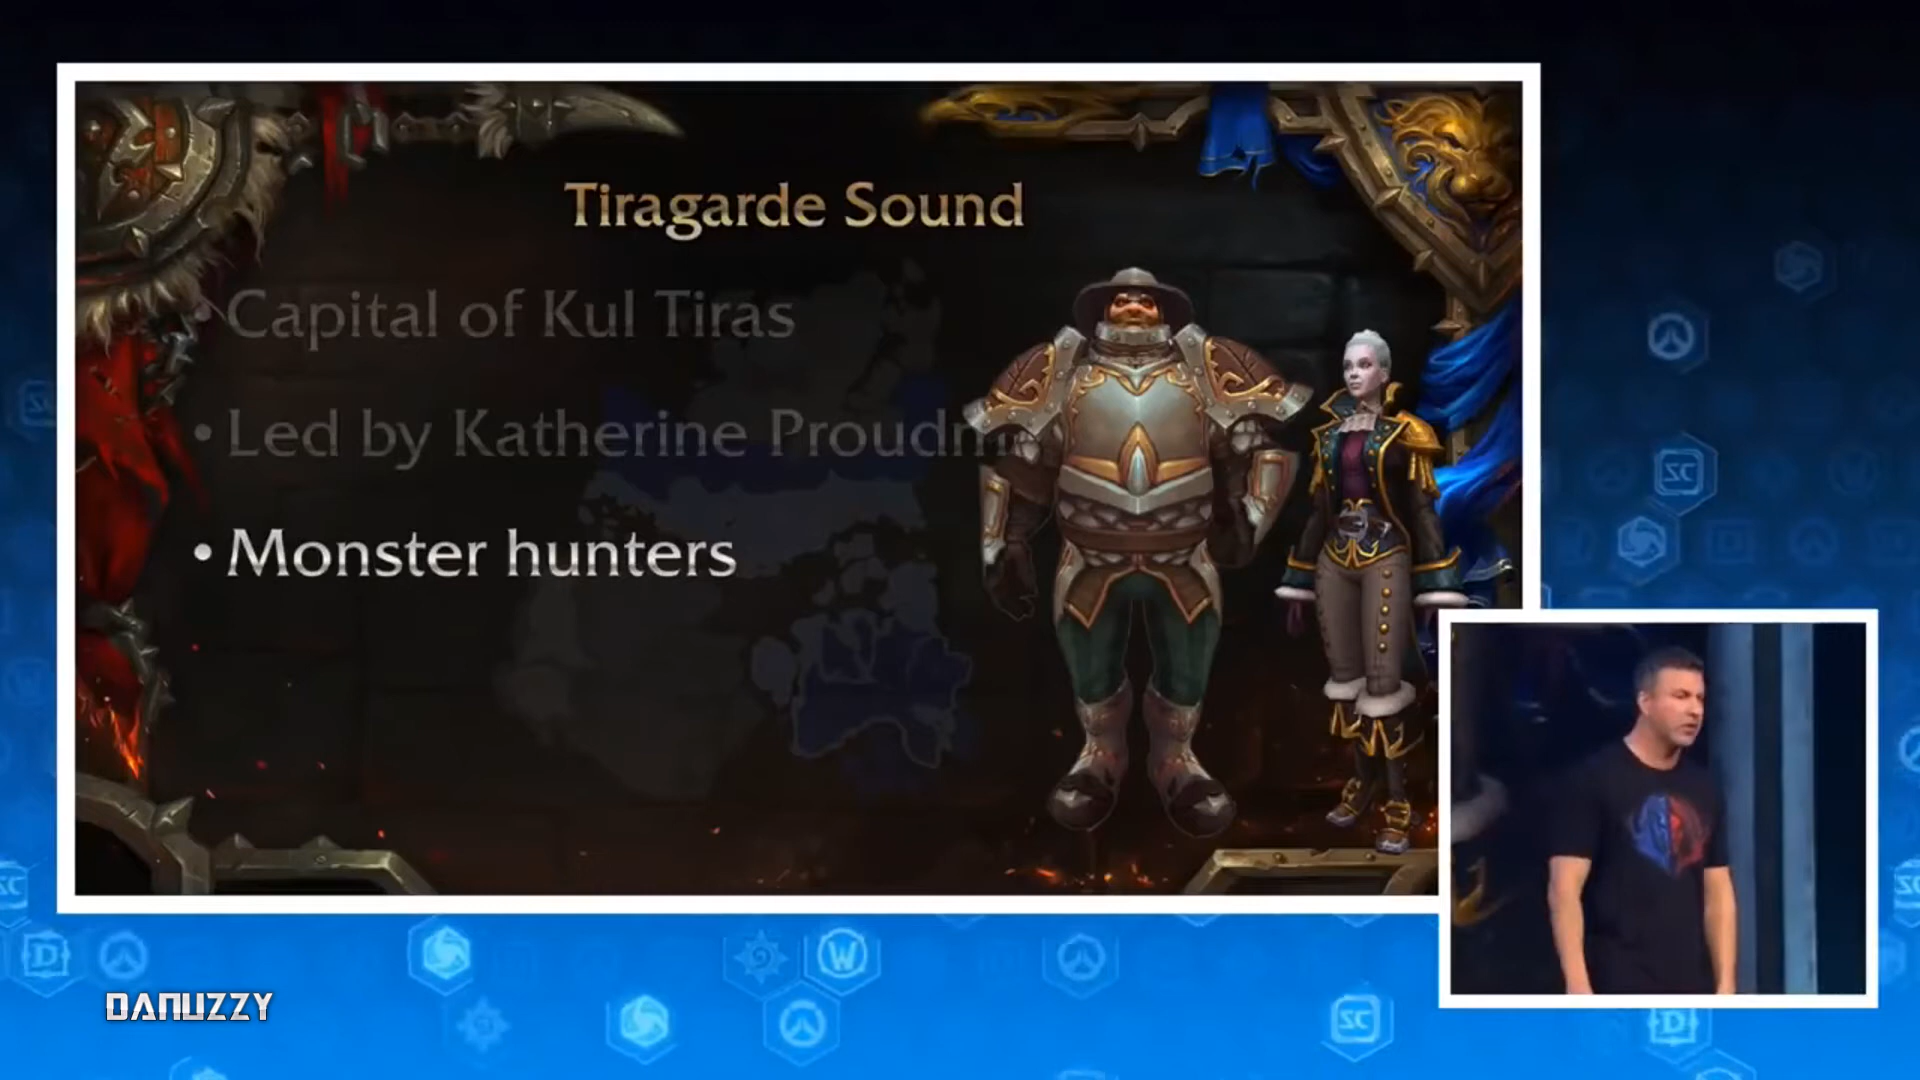 Tiragarde Sound
• Capital of Kul Tiras
• Led by Katherine Proudm
• Monster hunters
DANUZZY